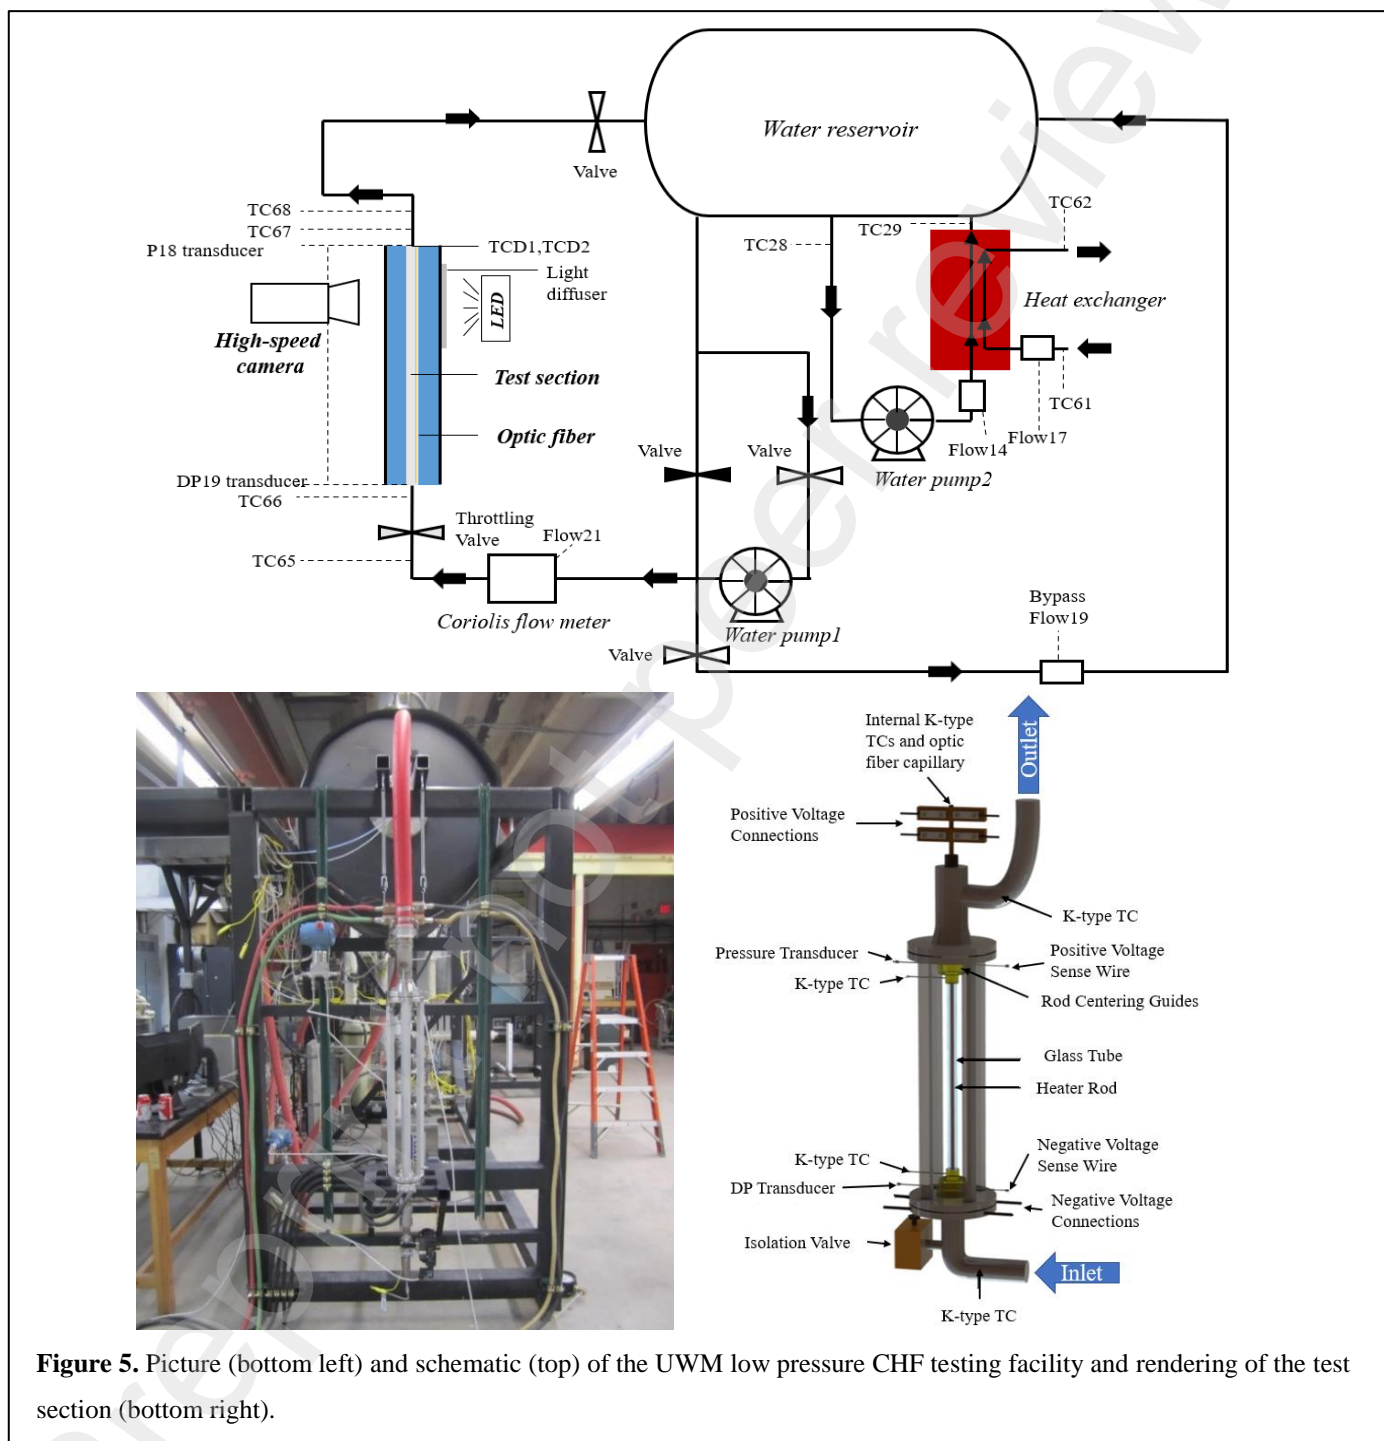 Water reservoir
Valve
TC68
TC67
P18 transducer
TCD1,TCD2
Light
diffuser
LED
High-speed
camera
Test section
Optic fiber
DP19 transducer
TC66
Throttling
Valve
TC65
Flow21
Coriolis flow meter
TC28
TC29
TC62
Heat exchanger
TC61
Flow17
Flow14
Water pump2
Valve
Valve
Water pump1
Valve
Bypass
Flow19
Internal K-type
TCs and optic
fiber capillary
Outlet
Positive Voltage
Connections
K-type TC
Pressure Transducer
Positive Voltage
Sense Wire
K-type TC
Rod Centering Guides
Glass Tube
Heater Rod
K-type TC
Negative Voltage
Sense Wire
DP Transducer
Negative Voltage
Connections
Isolation Valve
Inlet
K-type TC
Figure 5. Picture (bottom left) and schematic (top) of the UWM low pressure CHF testing facility and rendering of the test
section (bottom right).
Preprint not peer review